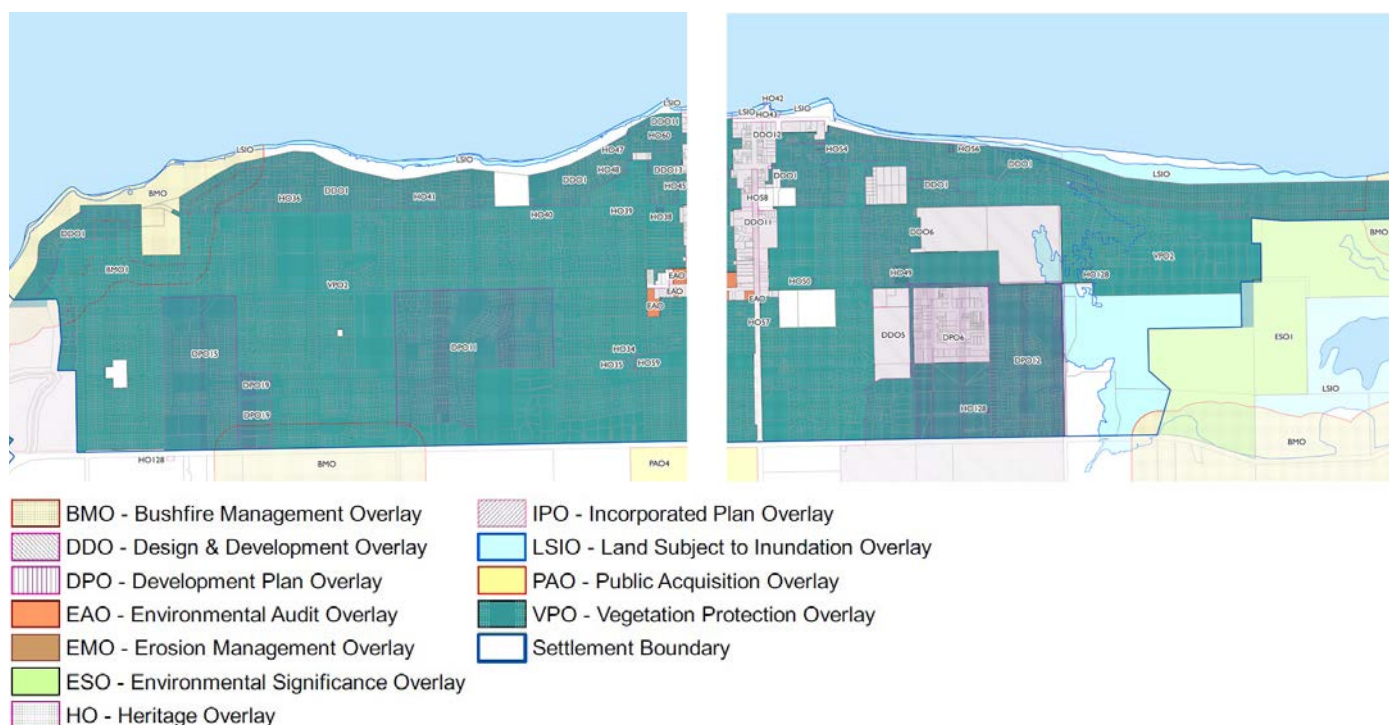 HO42
LSIO
LSIO
LSIO
HO43
DDO11
HO60
DDO12
LSIO
HO47
HO54
HO56
LSIO
DDO1
DDO1
HO48
DDO13
DDO1
LSIO
BMO
DDO1
DDO1
HO45
DDO1
HO36
HO41
HO58
HO40
HO39
HO38
DDO11
DDO1
DDO6
BMO
BMO1
VPO2
HO49
HO128
EAO
VPO2
HO50
EAO
EAO
EAO
HO57
ESO1
DDO5
DPO6
DPO15
DPO11
HO34
HO35
HO59
DPO12
DPO19
LSIO
DPO19
HO128
BMO
HO128
BMO
PAO4
BMO - Bushfire Management Overlay
DDO - Design & Development Overlay
DPO - Development Plan Overlay
EAO - Environmental Audit Overlay
EMO - Erosion Management Overlay
ESO - Environmental Significance Overlay
HO - Heritage Overlay
IPO - Incorporated Plan Overlay
LSIO - Land Subject to Inundation Overlay
PAO - Public Acquisition Overlay
VPO - Vegetation Protection Overlay
Settlement Boundary